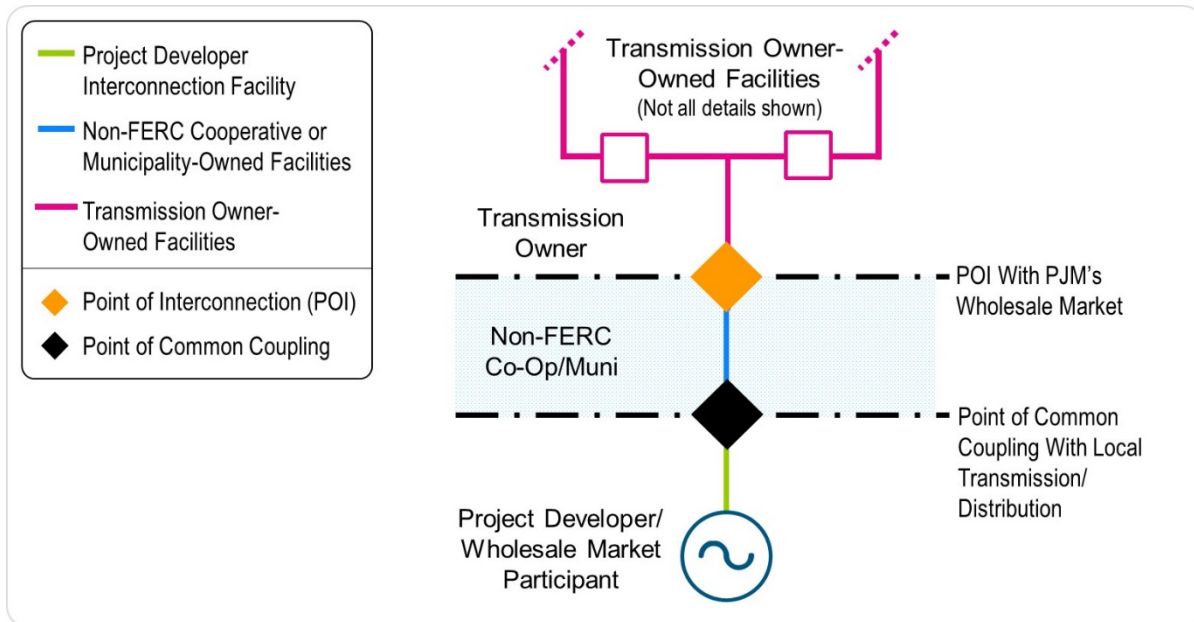 Project Developer
Interconnection Facility
Non-FERC Cooperative or
Municipality-Owned Facilities
Transmission Owner-
Owned Facilities
Point of Interconnection (POI)
Point of Common Coupling
Transmission Owner-
Owned Facilities
(Not all details shown)
Transmission
Owner
POI With PJM's
Wholesale Market
Non-FERC
Co-Op/Muni
Point of Common
Coupling With Local
Transmission/
Distribution
Project Developer/
Wholesale Market
Participant